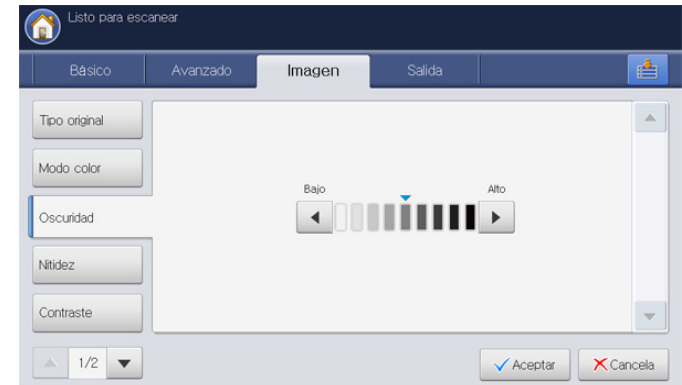 Listo para escanear
Básico Avanzado Imagen Salida
Tipo original
Modo color
Bajo Alto
Oscuridad
Nitidez
Contraste
1/2 Aceptar Cancela